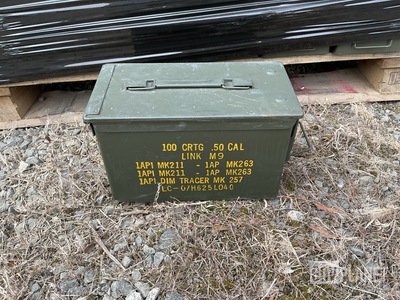 100 CRTG .50 CAL
LINK M9
1API MK211 - 1AP MK263
1API MK211 - 1AP MK263
1API DIM TRACER MK 257
LC-07H625L040